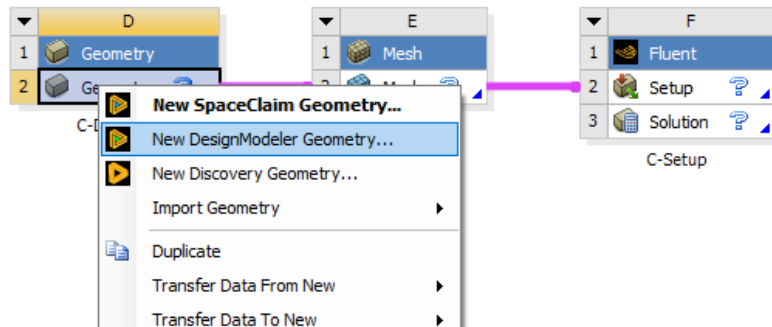 D
1 Geometry
2
E
1 Mesh
F
1 Fluent
2 Setup ?
3 Solution ?
C-Setup
New SpaceClaim Geometry...
New DesignModeler Geometry...
New Discovery Geometry...
Import Geometry
Duplicate
Transfer Data From New
Transfer Data To New